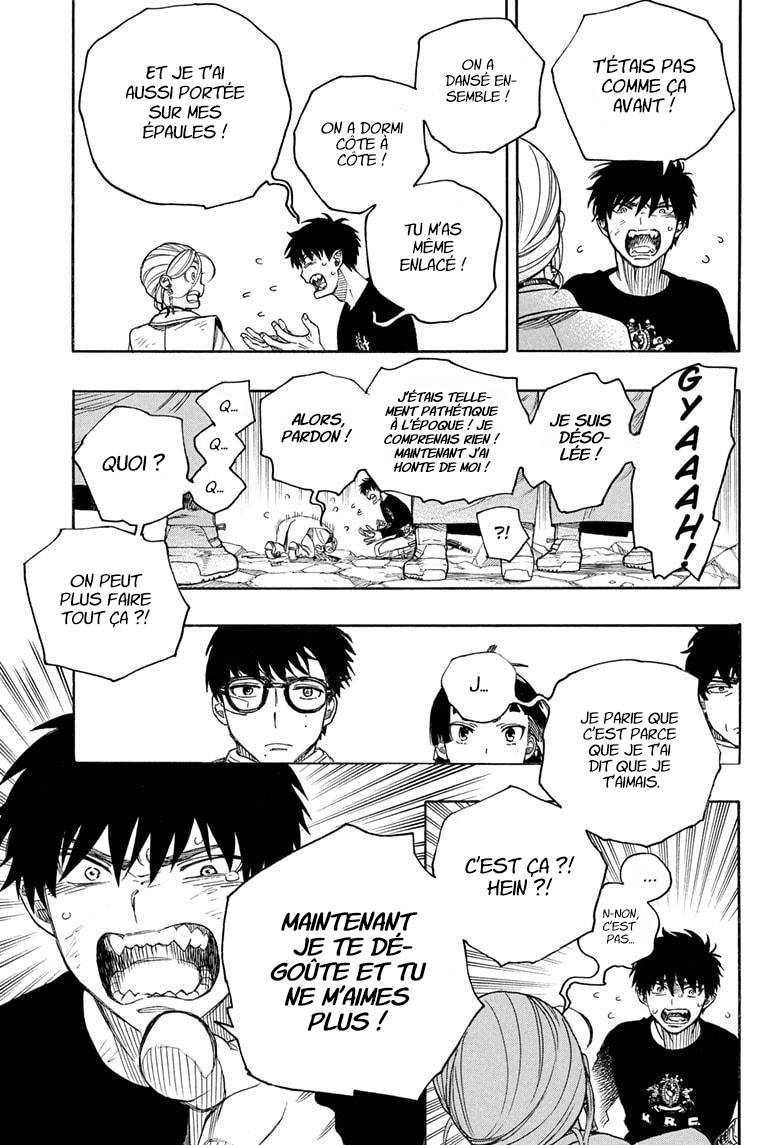 T'ÉTAIS PAS
COMME ÇA
AVANT !
ON A
DANSÉ EN-
SEMBLE !
TU M'AS
MÊME
ENLACÉ !
ON A DORMI
CÔTE À
CÔTE !
ET JE T'AI
AUSSI PORTÉE
SUR MES
ÉPAULES !
GYAAAH!
JE SUIS
DÉSO-
LÉE !
?!
J'ÉTAIS TELLE-
MENT PATHÉTIQUE
À L'ÉPOQUE ! JE
COMPRENAIS RIEN !
MAINTENANT J'AI
HONTE DE MOI !
ALORS,
PARDON !
Q...
Q...
Q...
QUOI ?
ON PEUT
PLUS FAIRE
TOUT ÇA ?!
J...
JE PARIE QUE
C'EST PARCE
QUE JE T'AI
DIT QUE JE
T'AIMAIS.
C'EST ÇA ?!
HEIN ?!
...
N-NON,
C'EST
PAS...
K.R.C.
MAINTENANT
JE TE DÉ-
GOÛTE ET TU
NE M'AIMES
PLUS !